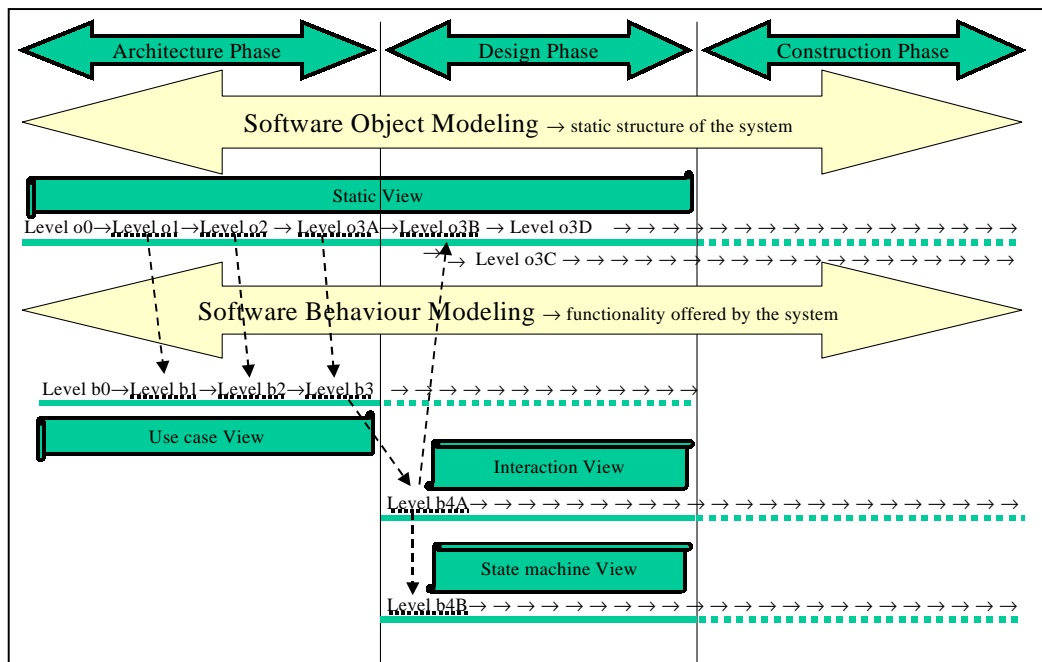 Architecture Phase Design Phase Construction Phase
Software Object Modeling → static structure of the system
Static View
Level o0→Level o1 →Level o2 → Level o3A →Level o3B → Level o3D → → → → → → → → → → → → → → → →
→ → Level o3C → → → → → → → → → → → → → → → → → →
Software Behaviour Modeling → functionality offered by the system
Level b0→Level b1→Level b2→Level b3 → → → → → → → → → → → → →
Use case View
Interaction View
Level b4A→ → → → → → → → → → → → → → → → → → → → → → →
State machine View
Level b4B→ → → → → → → → → → → → → → → → → → → → → → →